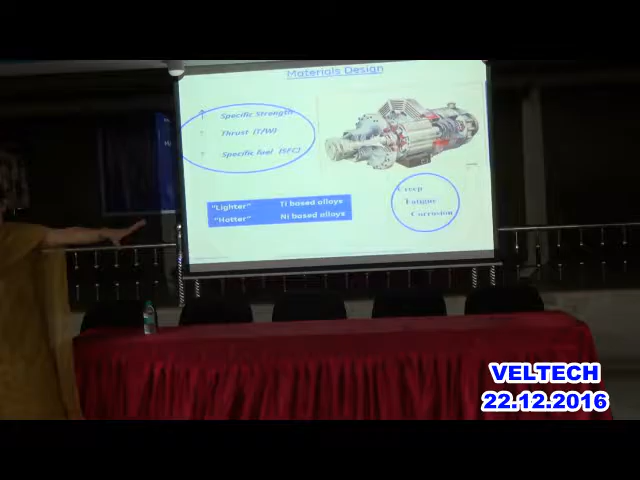 Materials Design
↑ Specific Strength
↑ Thrust (T/W)
↑ Specific fuel (SFC)
"Lighter" Ti based alloys
"Hotter" Ni based alloys
Creep
Fatigue
Corrosion
VELTECH
22.12.2016